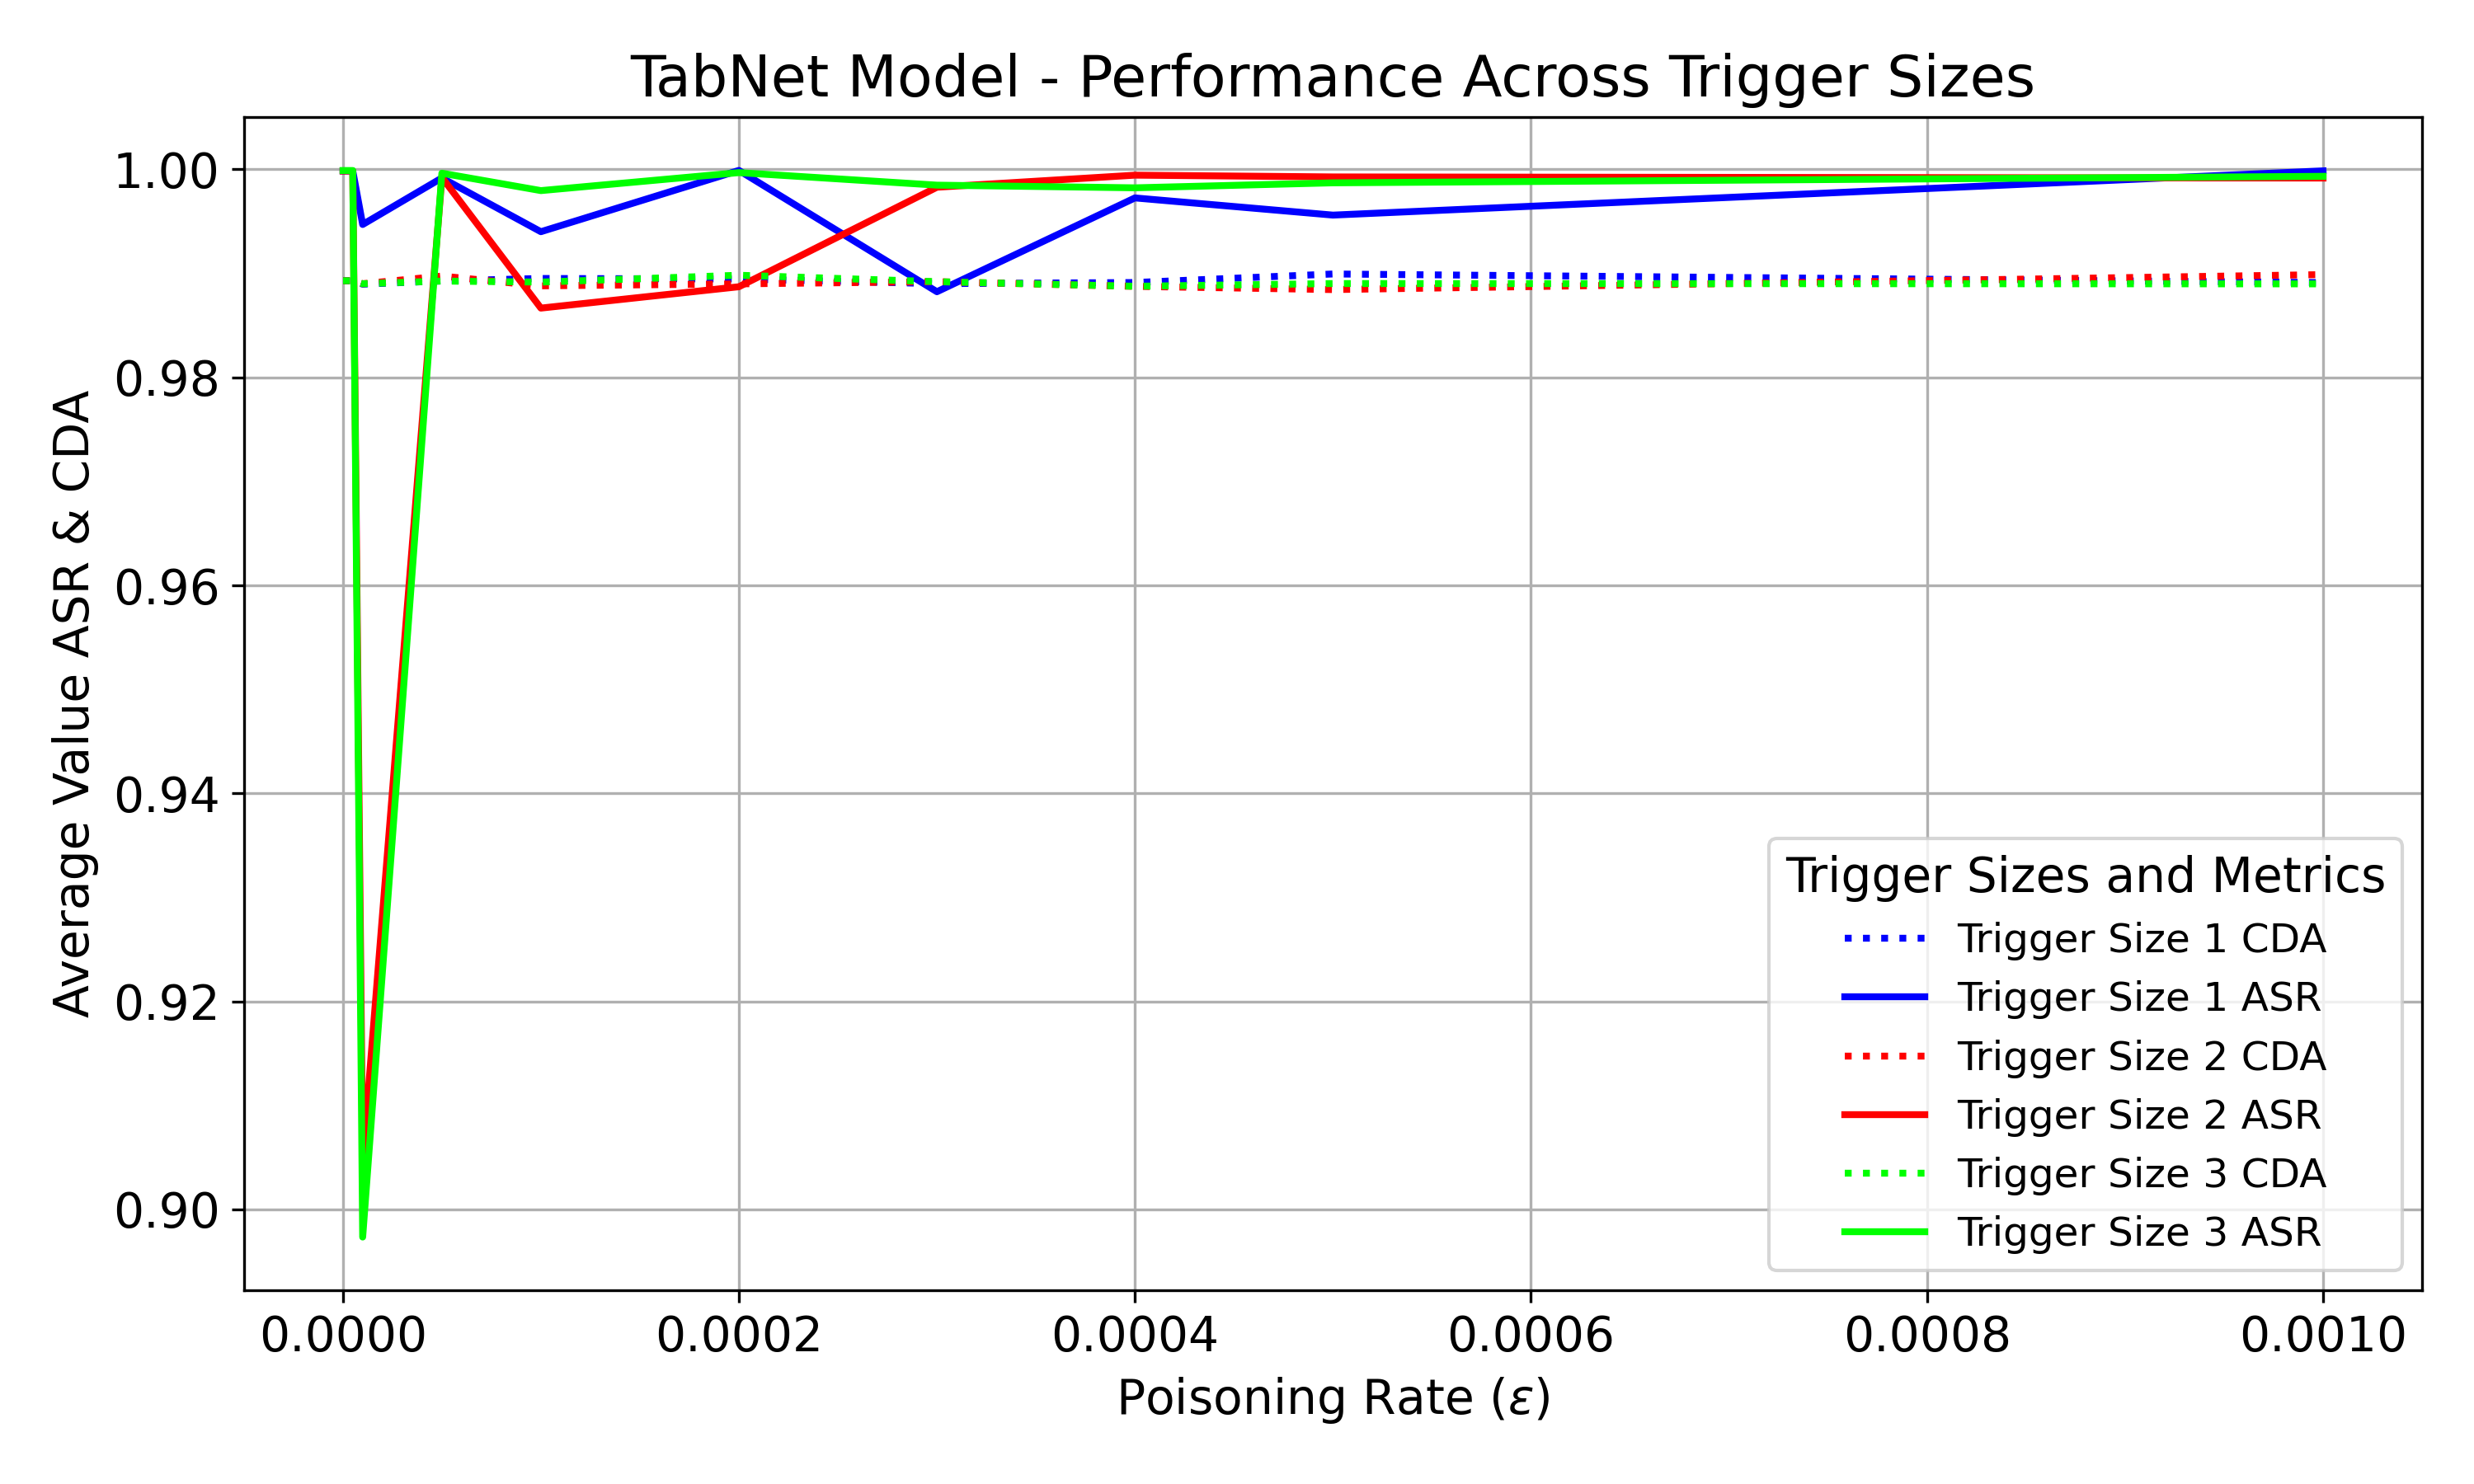 TabNet Model - Performance Across Trigger Sizes
Average Value ASR & CDA
1.00
0.98
0.96
0.94
0.92
0.90
0.0000 0.0002 0.0004 0.0006 0.0008 0.0010
Poisoning Rate (ε)
Trigger Sizes and Metrics
Trigger Size 1 CDA
Trigger Size 1 ASR
Trigger Size 2 CDA
Trigger Size 2 ASR
Trigger Size 3 CDA
Trigger Size 3 ASR